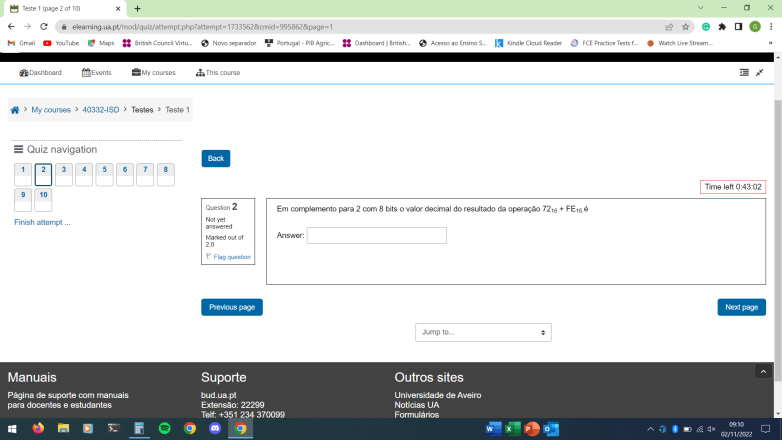 Teste 1 (page 2 of 10)
elearning.ua.pt/mod/quiz/attempt.php?attempt=1733562&cmid=995862&page=1
Gmail YouTube Maps British Council Virtu... Novo separador Portugal - PIB Agríc... Dashboard | British... Acesso ao Ensino S... Kindle Cloud Reader FCE Practice Tests f... Watch Live Stream... »
Dashboard Events My courses This course
My courses > 40332-ISD > Testes > Teste 1
Quiz navigation
1 2 3 4 5 6 7 8
9 10
Finish attempt ...
Back
Time left 0:43:02
Question 2
Not yet
answered
Marked out of
2,0
Flag question
Em complemento para 2 com 8 bits o valor decimal do resultado da operação 72₁₆ + FE₁₆ é
Answer:
Previous page
Next page
Jump to...
Manuais
Página de suporte com manuais
para docentes e estudantes
Suporte
bud.ua.pt
Extensão: 22299
Telf: +351 234 370099
Outros sites
Universidade de Aveiro
Notícias UA
Formulários
09:10
02/11/2022